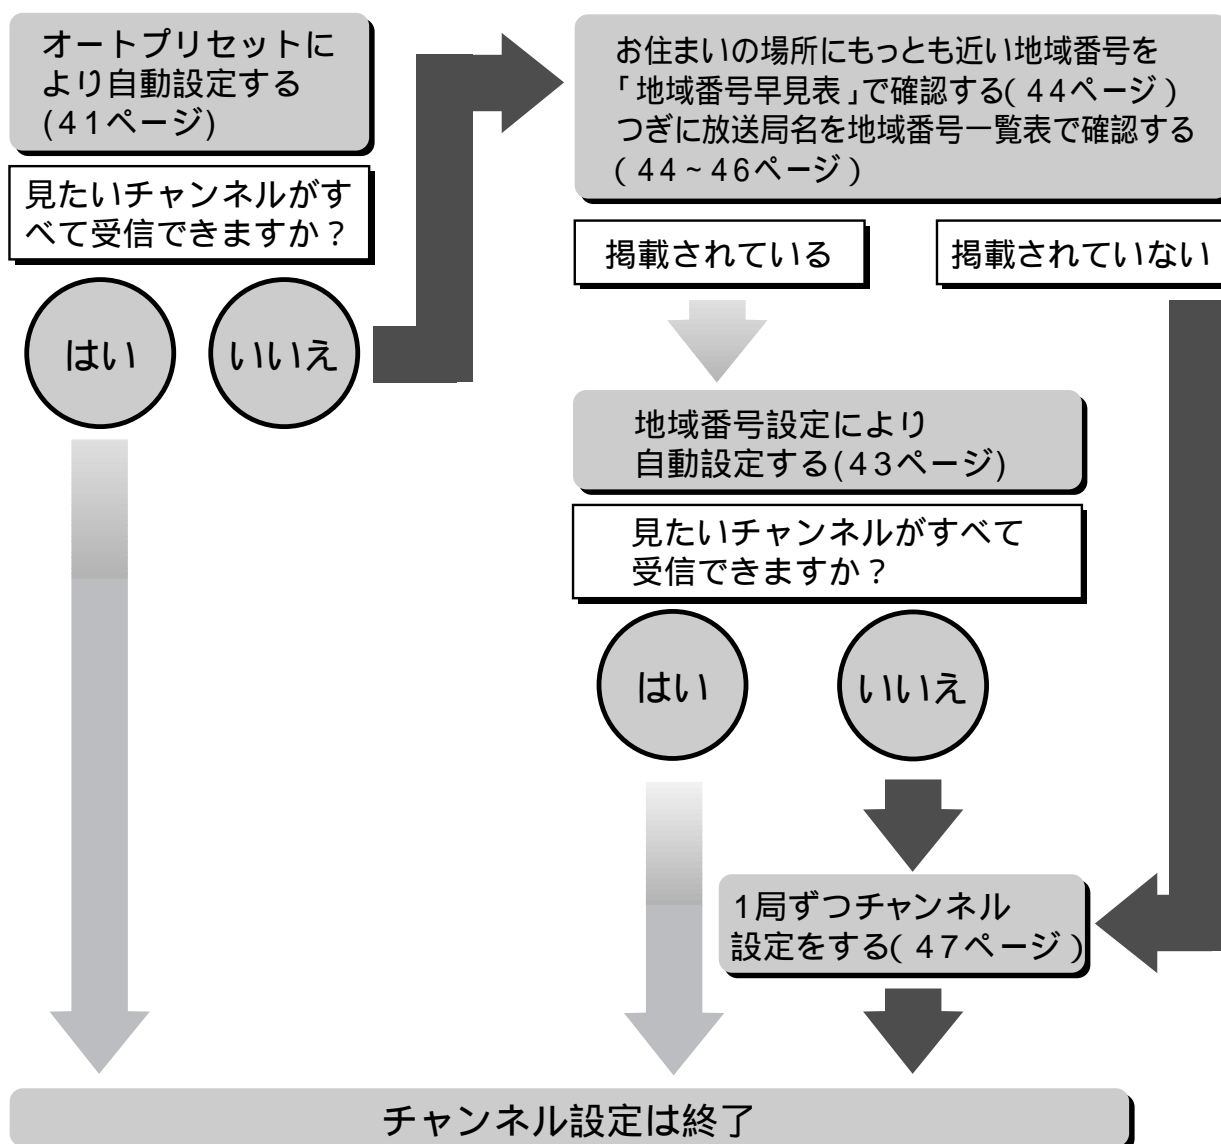 オートプリセットに
より自動設定する
(41ページ)
見たいチャンネルがす
べて受信できますか？
はい
いいえ
お住まいの場所にもっとも近い地域番号を
「地域番号早見表」で確認する(44ページ)
つぎに放送局名を地域番号一覧表で確認する
(44~46ページ)
掲載されている
掲載されていない
地域番号設定により
自動設定する(43ページ)
見たいチャンネルがすべて
受信できますか？
はい
いいえ
1局ずつチャンネル
設定をする(47ページ)
チャンネル設定は終了